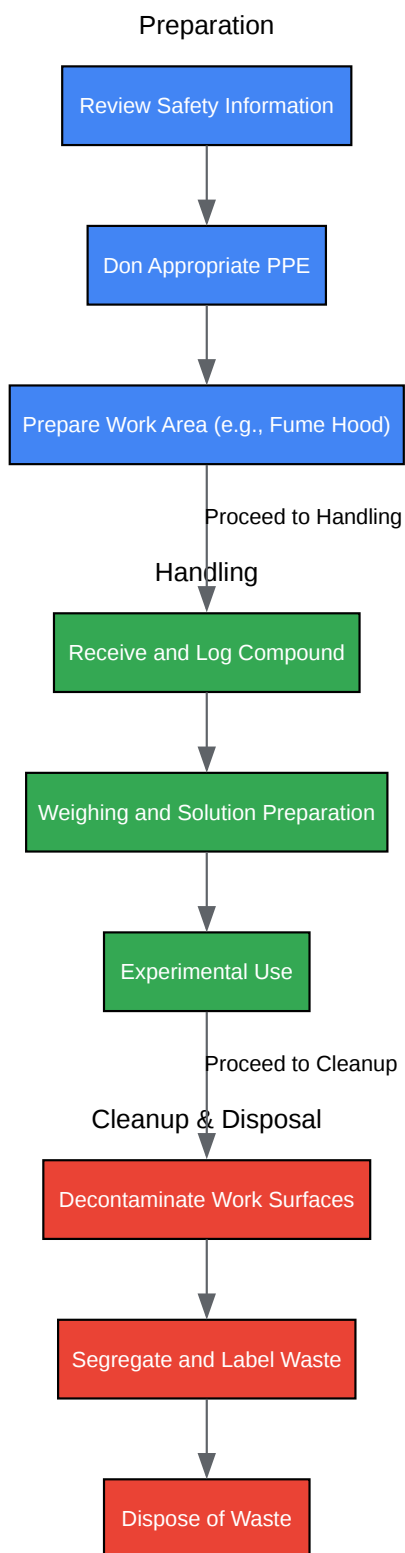 Preparation
Review Safety Information
Don Appropriate PPE
Prepare Work Area (e.g., Fume Hood)
Proceed to Handling
Handling
Receive and Log Compound
Weighing and Solution Preparation
Experimental Use
Proceed to Cleanup
Cleanup & Disposal
Decontaminate Work Surfaces
Segregate and Label Waste
Dispose of Waste